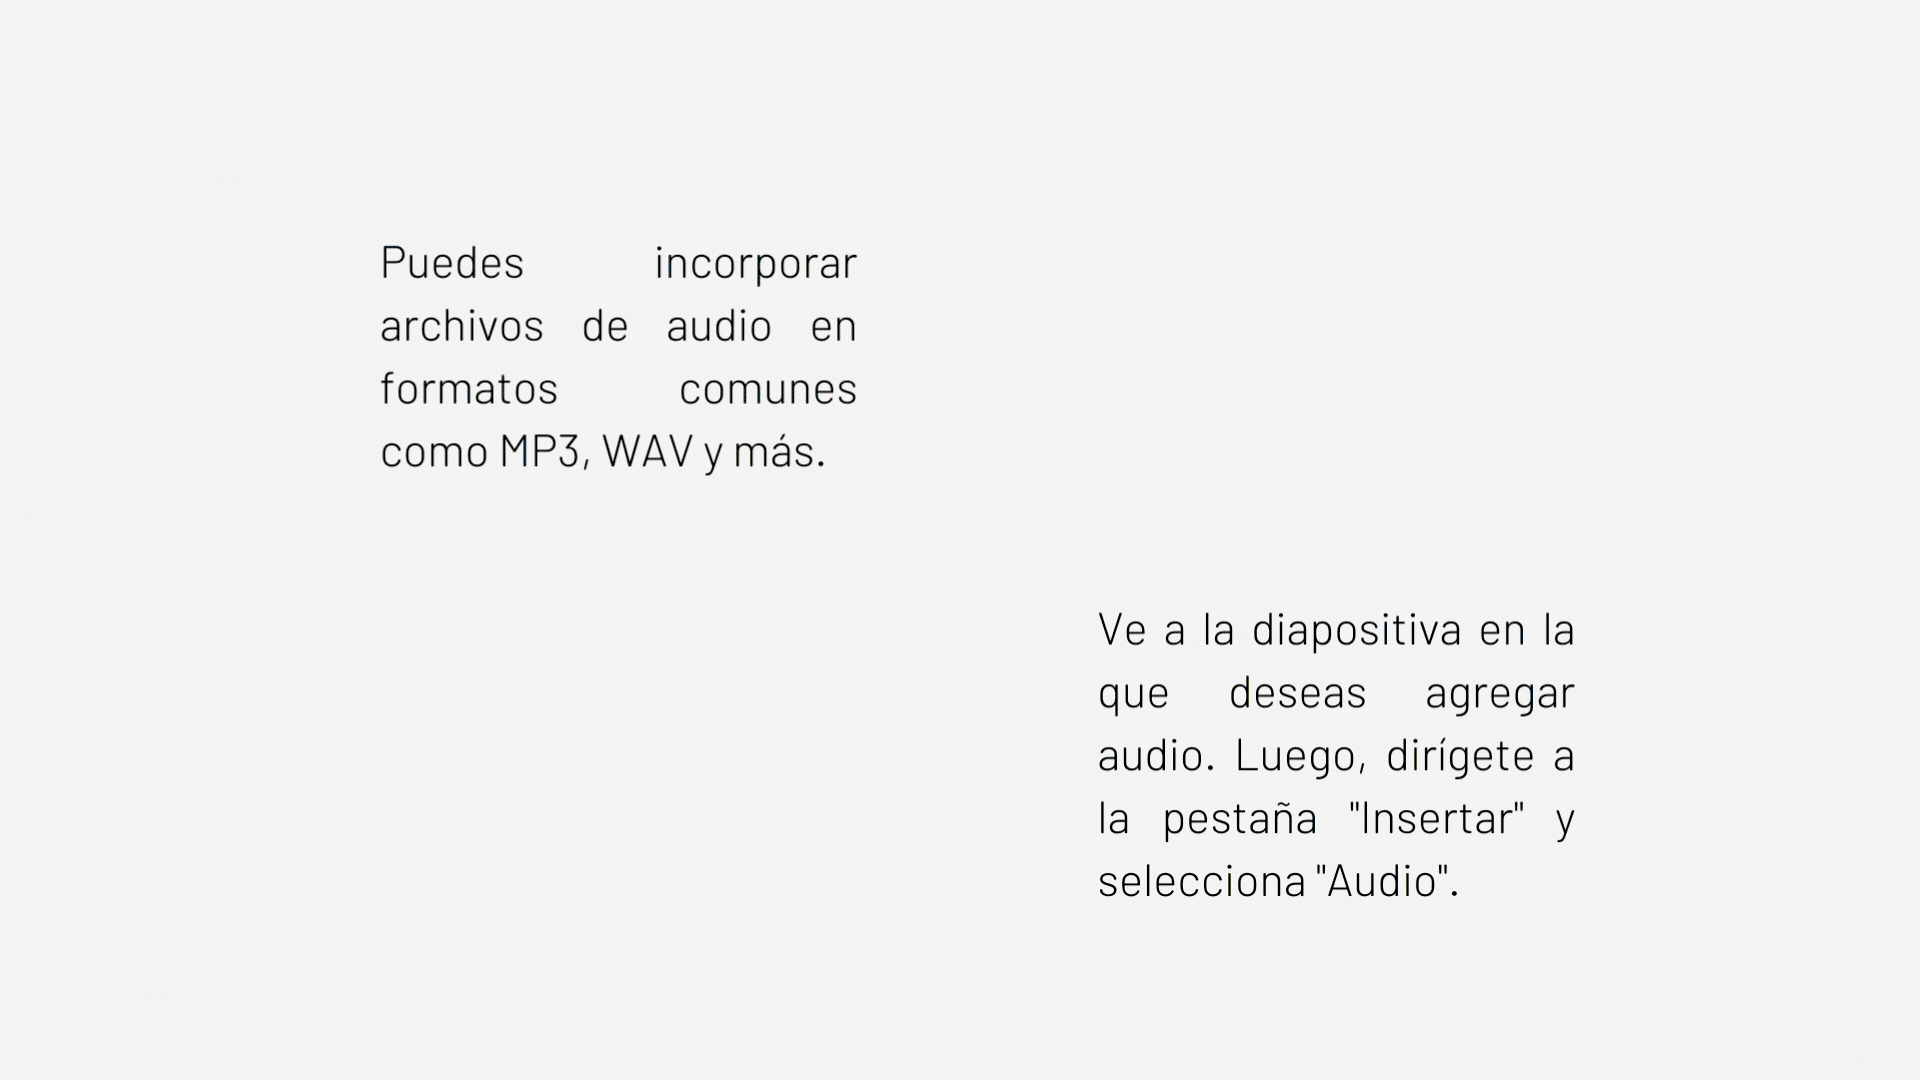 Puedes incorporar
archivos de audio en
formatos comunes
como MP3, WAV y más.
Ve a la diapositiva en la
que deseas agregar
audio. Luego, dirígete a
la pestaña "Insertar" y
selecciona "Audio".